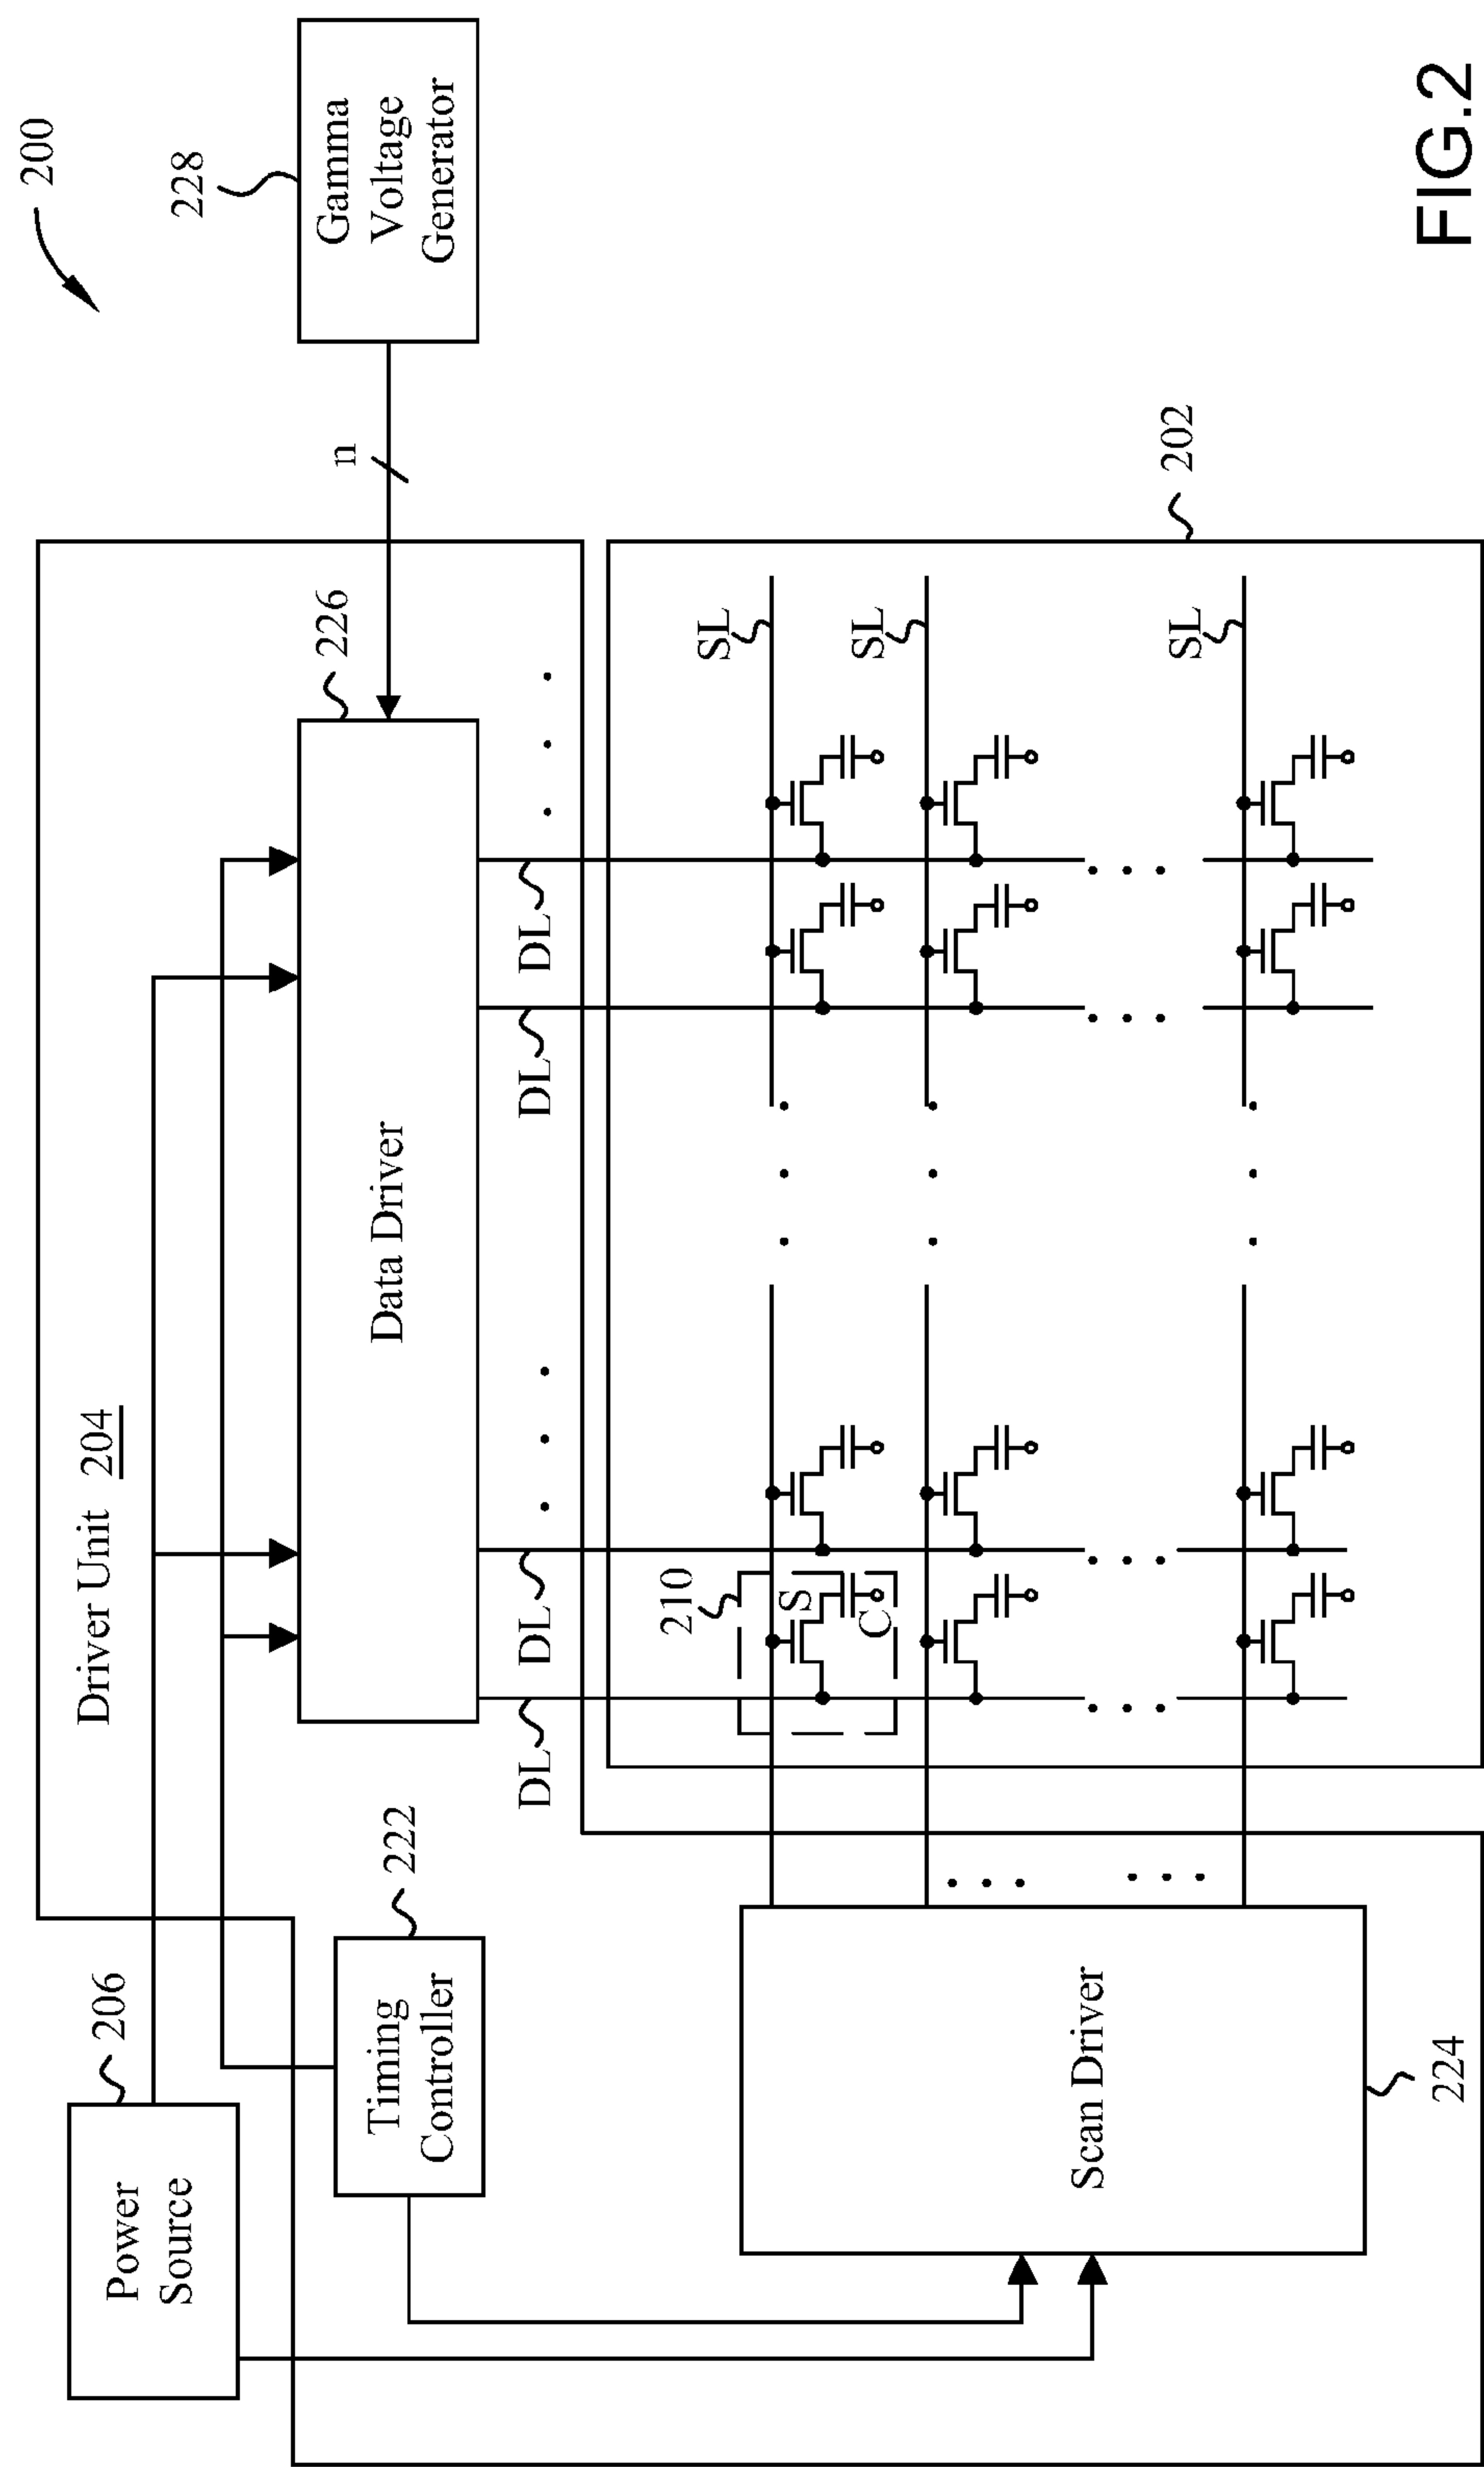 200
Power
Source
206
Driver Unit 204
228
Gamma
Voltage
Generator
n
226
Timing
Controller
222
Data Driver
DL
DL
DL
DL
210
S
C
SL
SL
SL
Scan Driver
224
202
FIG.2